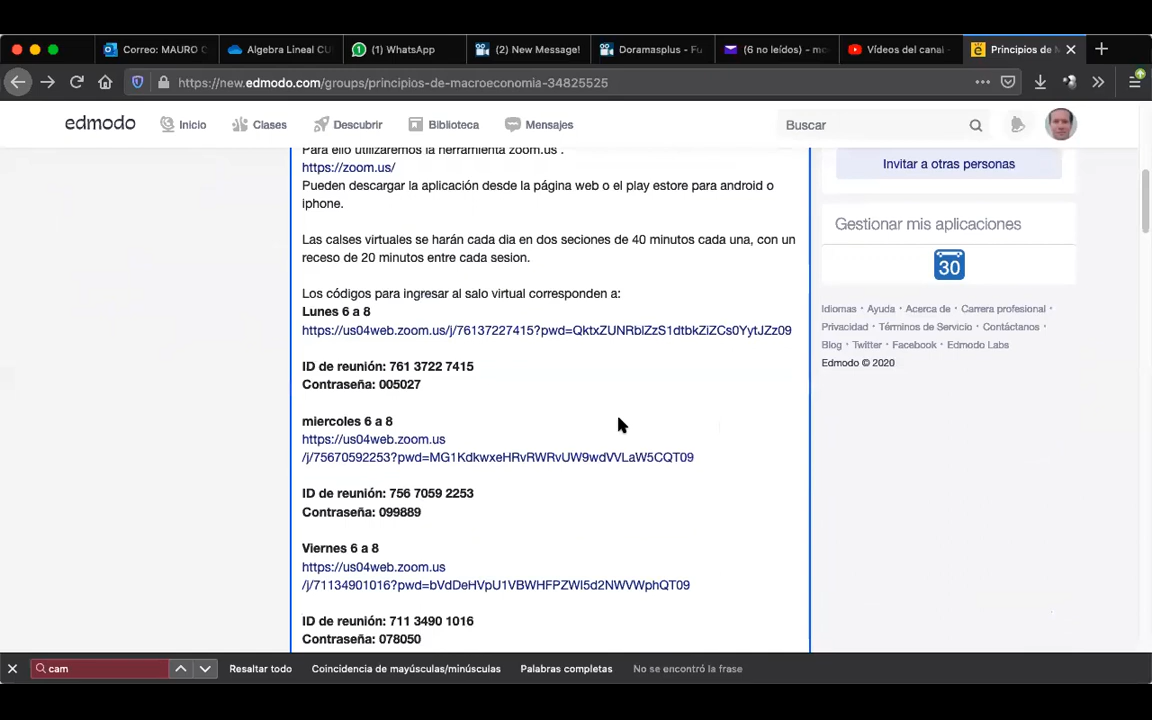 Correo: MAURO C
Algebra Lineal CU
(1) WhatsApp
(2) New Message!
Doramasplus - Fu
(6 no leídos) - m
Vídeos del canal
Principios de M
https://new.edmodo.com/groups/principios-de-macroeconomia-34825525
edmodo
Inicio
Clases
Descubrir
Biblioteca
Mensajes
Buscar
Para ello utilizaremos la herramienta zoom.us .
https://zoom.us/
Pueden descargar la aplicación desde la página web o el play estore para android o
iphone.
Las calses virtuales se harán cada dia en dos seciones de 40 minutos cada una, con un
receso de 20 minutos entre cada sesion.
Los códigos para ingresar al salo virtual corresponden a:
Lunes 6 a 8
https://us04web.zoom.us/j/76137227415?pwd=QktxZUNRblZzS1dtbkZiZCs0YytJZz09
ID de reunión: 761 3722 7415
Contraseña: 005027
miercoles 6 a 8
https://us04web.zoom.us
/j/75670592253?pwd=MG1KdkwxeHRvRWRvUW9wdVVLaW5CQT09
ID de reunión: 756 7059 2253
Contraseña: 099889
Viernes 6 a 8
https://us04web.zoom.us
/j/71134901016?pwd=bVdDeHVpU1VBWHFPZWl5d2NWVWphQT09
ID de reunión: 711 3490 1016
Contraseña: 078050
Invitar a otras personas
Gestionar mis aplicaciones
30
Idiomas · Ayuda · Acerca de · Carrera profesional ·
Privacidad · Términos de Servicio · Contáctanos ·
Blog · Twitter · Facebook · Edmodo Labs
Edmodo © 2020
cam
Resaltar todo
Coincidencia de mayúsculas/minúsculas
Palabras completas
No se encontró la frase